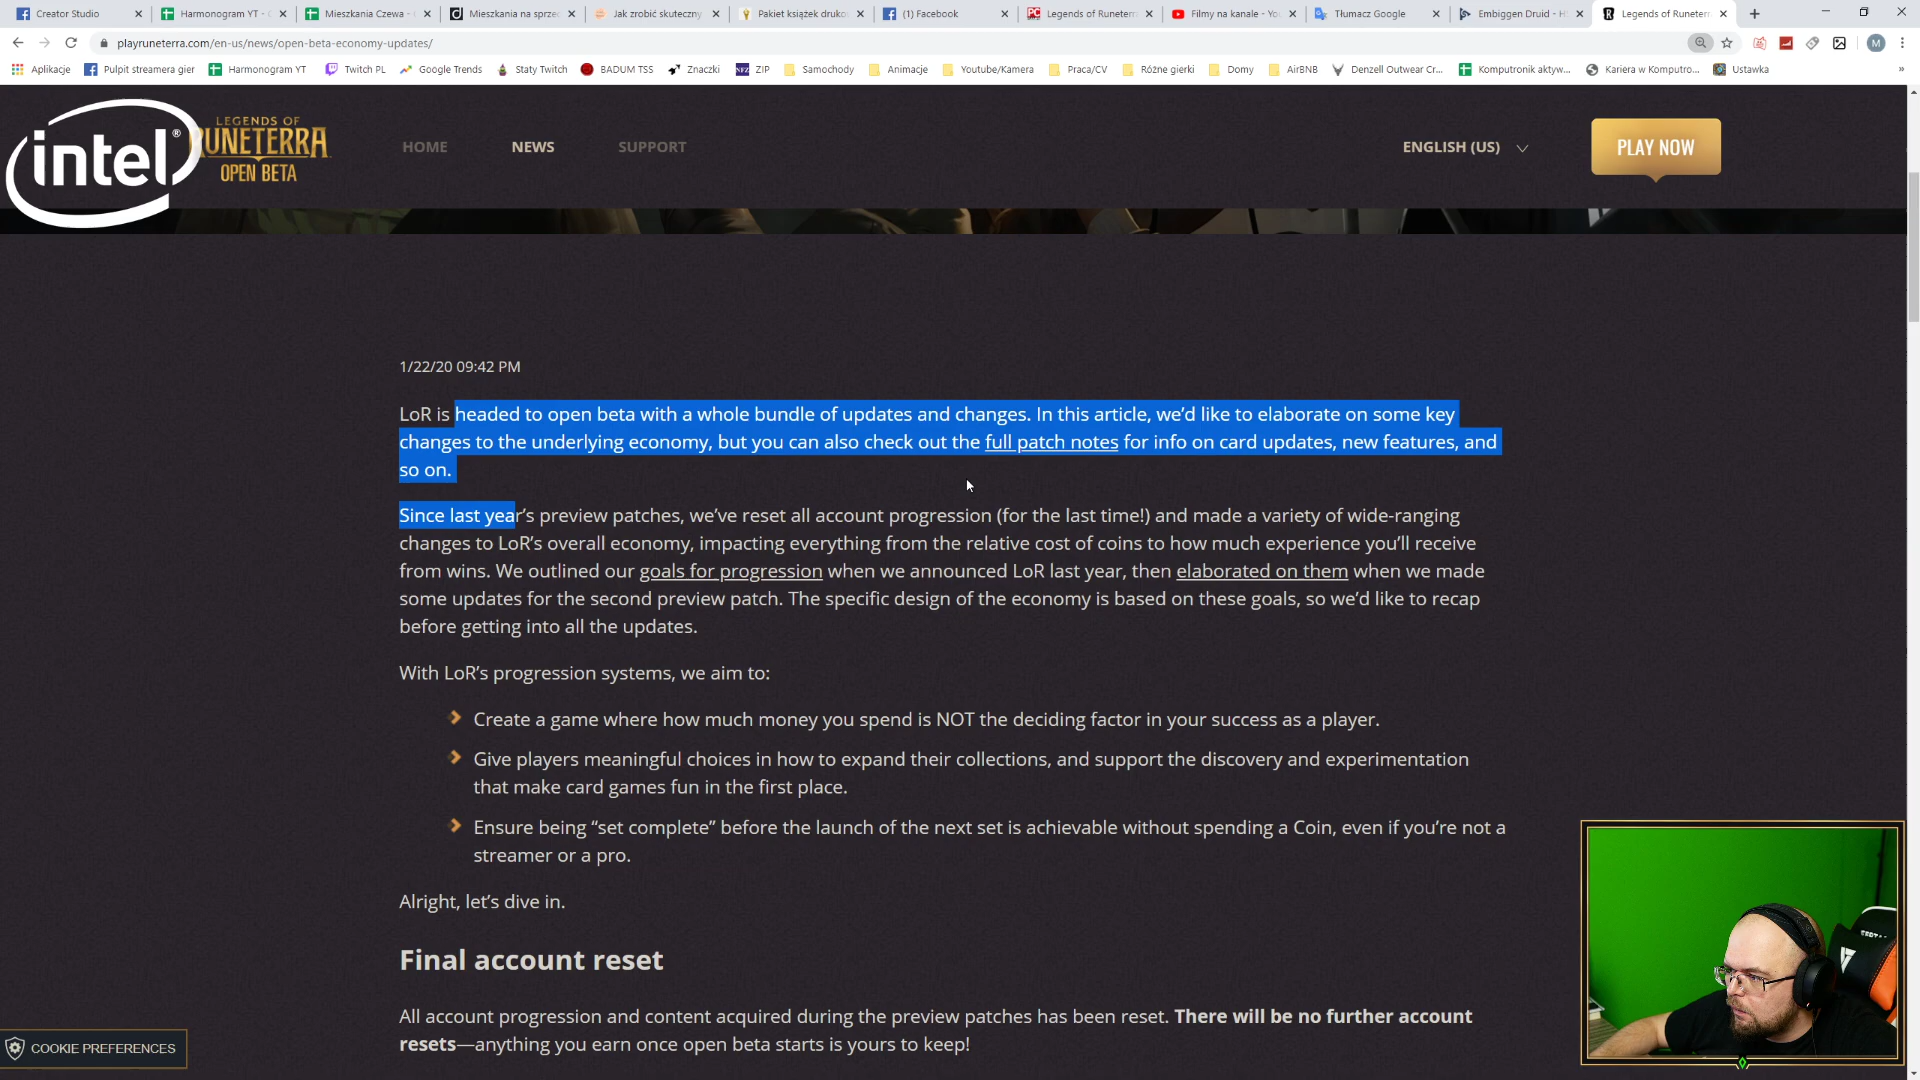 Creator Studio
Harmonogram YT -
Mieszkania Czewa -
Mieszkania na sprze
Jak zrobić skuteczny
Pakiet książek druko
(1) Facebook
Legends of Runeterr
Filmy na kanale - Yo
Tłumacz Google
Embiggen Druid - H
Legends of Runeterr
playruneterra.com/en-us/news/open-beta-economy-updates/
M
Aplikacje
Pulpit streamera gier
Harmonogram YT
Twitch PL
Google Trends
Staty Twitch
BADUM TSS
Znaczki
NFZ ZIP
Samochody
Animacje
Youtube/Kamera
Praca/CV
Różne gierki
Domy
AirBNB
Denzell Outwear Cr...
Komputronik aktyw...
Kariera w Komputro...
Ustawka
intel®
LEGENDS OF
RUNETERRA
OPEN BETA
HOME
NEWS
SUPPORT
ENGLISH (US)
PLAY NOW
1/22/20 09:42 PM
LoR is headed to open beta with a whole bundle of updates and changes. In this article, we’d like to elaborate on some key
changes to the underlying economy, but you can also check out the full patch notes for info on card updates, new features, and
so on.
Since last year’s preview patches, we’ve reset all account progression (for the last time!) and made a variety of wide-ranging
changes to LoR’s overall economy, impacting everything from the relative cost of coins to how much experience you’ll receive
from wins. We outlined our goals for progression when we announced LoR last year, then elaborated on them when we made
some updates for the second preview patch. The specific design of the economy is based on these goals, so we’d like to recap
before getting into all the updates.
With LoR’s progression systems, we aim to:
Create a game where how much money you spend is NOT the deciding factor in your success as a player.
Give players meaningful choices in how to expand their collections, and support the discovery and experimentation
that make card games fun in the first place.
Ensure being “set complete” before the launch of the next set is achievable without spending a Coin, even if you’re not a
streamer or a pro.
Alright, let’s dive in.
Final account reset
All account progression and content acquired during the preview patches has been reset. There will be no further account
resets—anything you earn once open beta starts is yours to keep!
COOKIE PREFERENCES